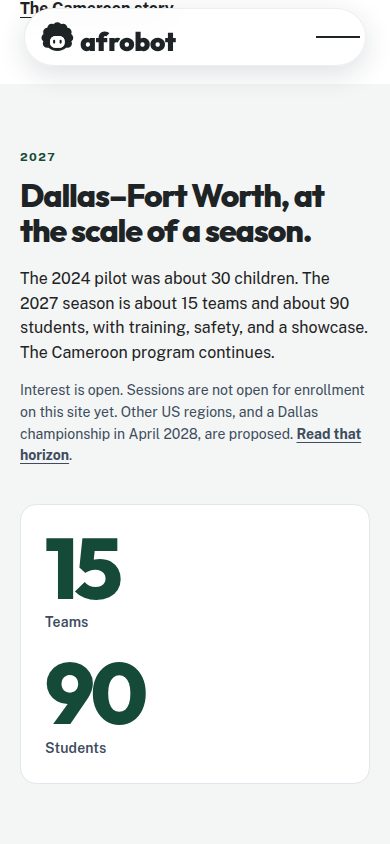 The Cameroon story
afrobot
2027
Dallas–Fort Worth, at
the scale of a season.
The 2024 pilot was about 30 children. The
2027 season is about 15 teams and about 90
students, with training, safety, and a showcase.
The Cameroon program continues.
Interest is open. Sessions are not open for enrollment
on this site yet. Other US regions, and a Dallas
championship in April 2028, are proposed. Read that
horizon.
15
Teams
90
Students